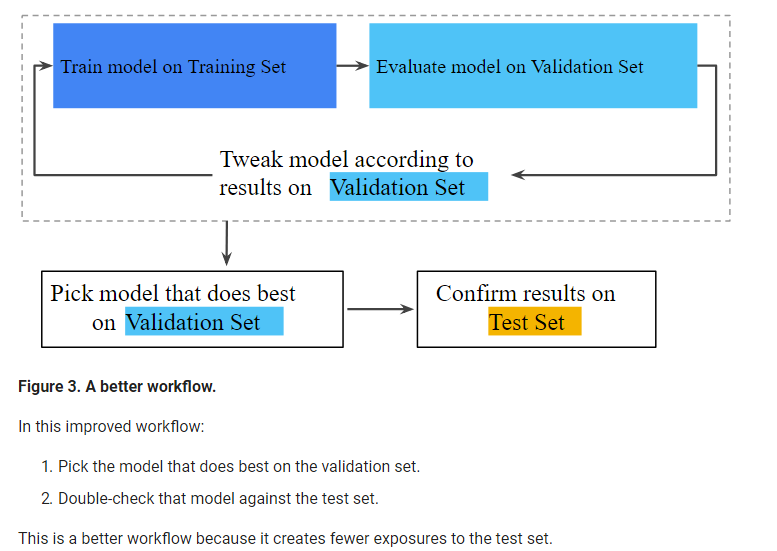 Train model on Training Set
Evaluate model on Validation Set
Tweak model according to
results on Validation Set
Pick model that does best
on Validation Set
Confirm results on
Test Set
Figure 3. A better workflow.
In this improved workflow:
1. Pick the model that does best on the validation set.
2. Double-check that model against the test set.
This is a better workflow because it creates fewer exposures to the test set.